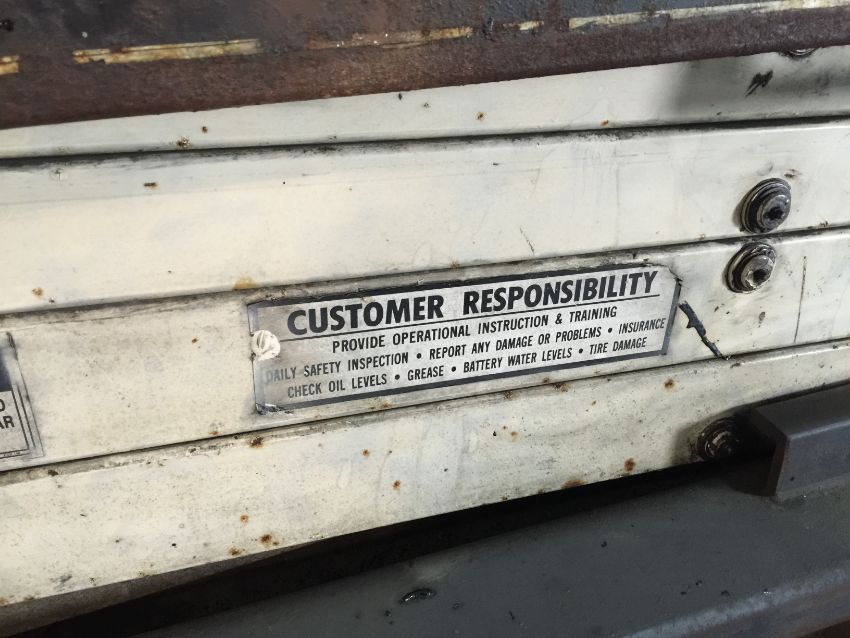 CUSTOMER RESPONSIBILITY
PROVIDE OPERATIONAL INSTRUCTION & TRAINING
DAILY SAFETY INSPECTION • REPORT ANY DAMAGE OR PROBLEMS • INSURANCE
CHECK OIL LEVELS • GREASE • BATTERY WATER LEVELS • TIRE DAMAGE